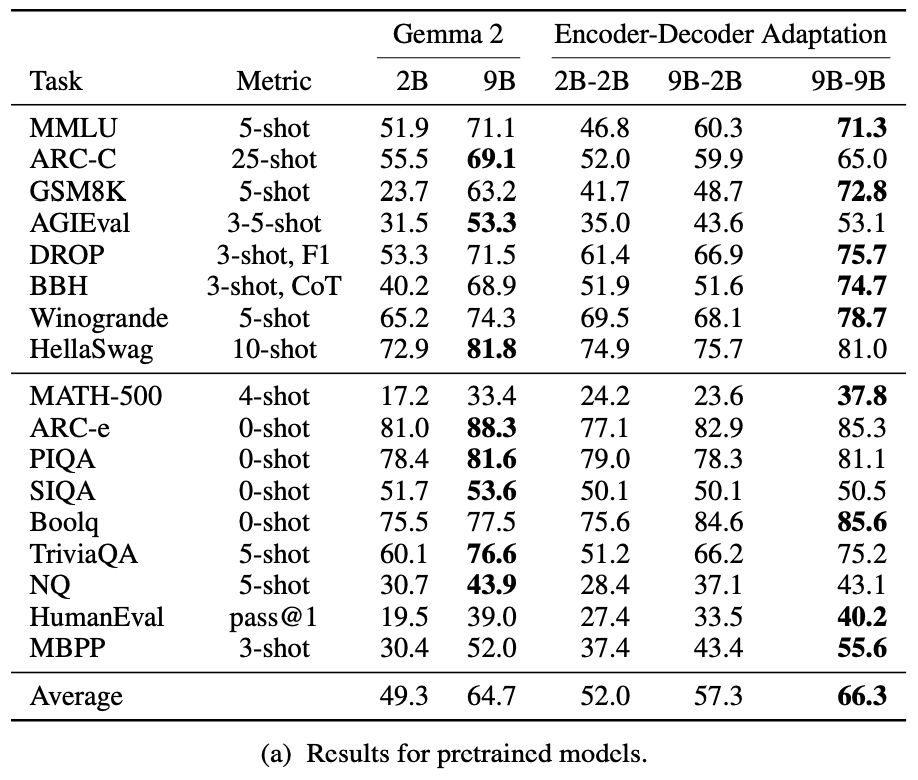 Gemma 2 Encoder-Decoder Adaptation
Task Metric 2B 9B 2B-2B 9B-2B 9B-9B
MMLU 5-shot 51.9 71.1 46.8 60.3 71.3
ARC-C 25-shot 55.5 69.1 52.0 59.9 65.0
GSM8K 5-shot 23.7 63.2 41.7 48.7 72.8
AGIEval 3-5-shot 31.5 53.3 35.0 43.6 53.1
DROP 3-shot, F1 53.3 71.5 61.4 66.9 75.7
BBH 3-shot, CoT 40.2 68.9 51.9 51.6 74.7
Winogrande 5-shot 65.2 74.3 69.5 68.1 78.7
HellaSwag 10-shot 72.9 81.8 74.9 75.7 81.0
MATH-500 4-shot 17.2 33.4 24.2 23.6 37.8
ARC-e 0-shot 81.0 88.3 77.1 82.9 85.3
PIQA 0-shot 78.4 81.6 79.0 78.3 81.1
SIQA 0-shot 51.7 53.6 50.1 50.1 50.5
Boolq 0-shot 75.5 77.5 75.6 84.6 85.6
TriviaQA 5-shot 60.1 76.6 51.2 66.2 75.2
NQ 5-shot 30.7 43.9 28.4 37.1 43.1
HumanEval pass@1 19.5 39.0 27.4 33.5 40.2
MBPP 3-shot 30.4 52.0 37.4 43.4 55.6
Average 49.3 64.7 52.0 57.3 66.3
(a) Results for pretrained models.